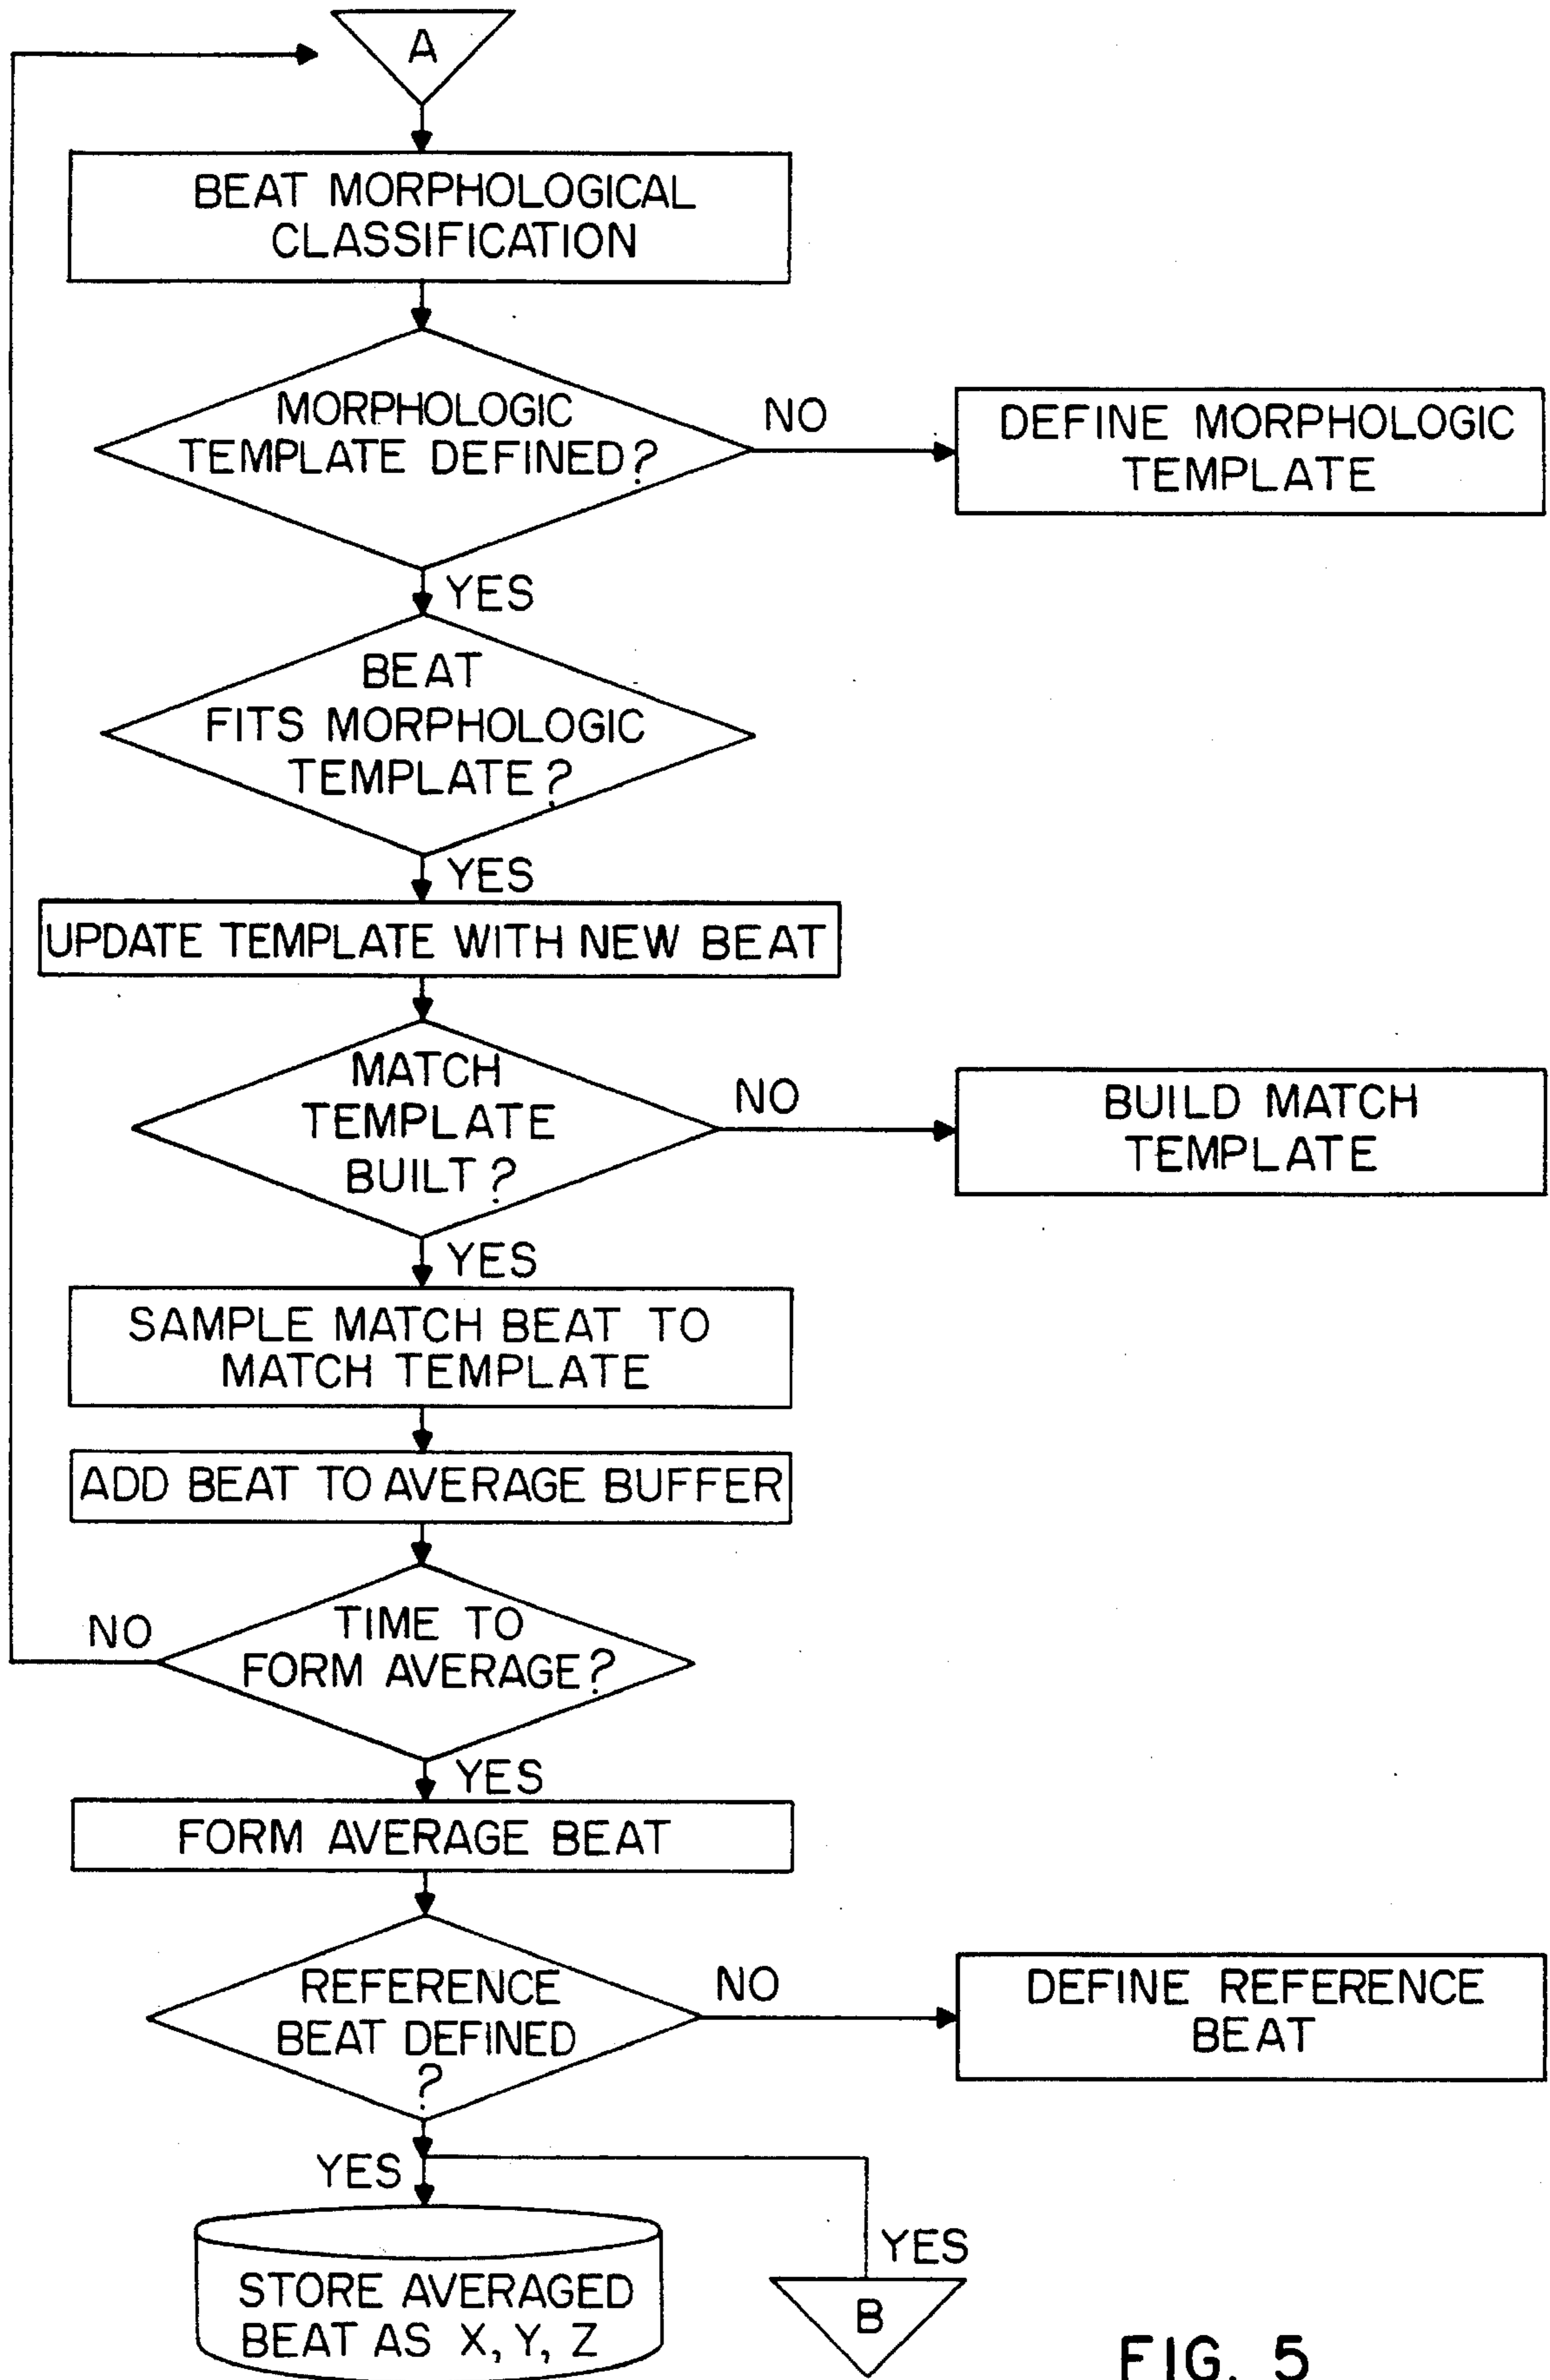 A
BEAT MORPHOLOGICAL
CLASSIFICATION
MORPHOLOGIC
TEMPLATE DEFINED?
NO
DEFINE MORPHOLOGIC
TEMPLATE
YES
BEAT
FITS MORPHOLOGIC
TEMPLATE?
YES
UPDATE TEMPLATE WITH NEW BEAT
MATCH
TEMPLATE
BUILT?
NO
BUILD MATCH
TEMPLATE
YES
SAMPLE MATCH BEAT TO
MATCH TEMPLATE
ADD BEAT TO AVERAGE BUFFER
TIME TO
FORM AVERAGE?
NO
YES
FORM AVERAGE BEAT
REFERENCE
BEAT DEFINED
?
NO
DEFINE REFERENCE
BEAT
YES
STORE AVERAGED
BEAT AS X, Y, Z
YES
B
FIG. 5